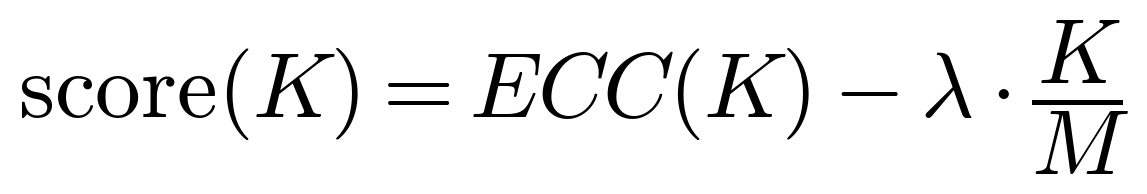 score(K) = ECC(K) − λ · K/M